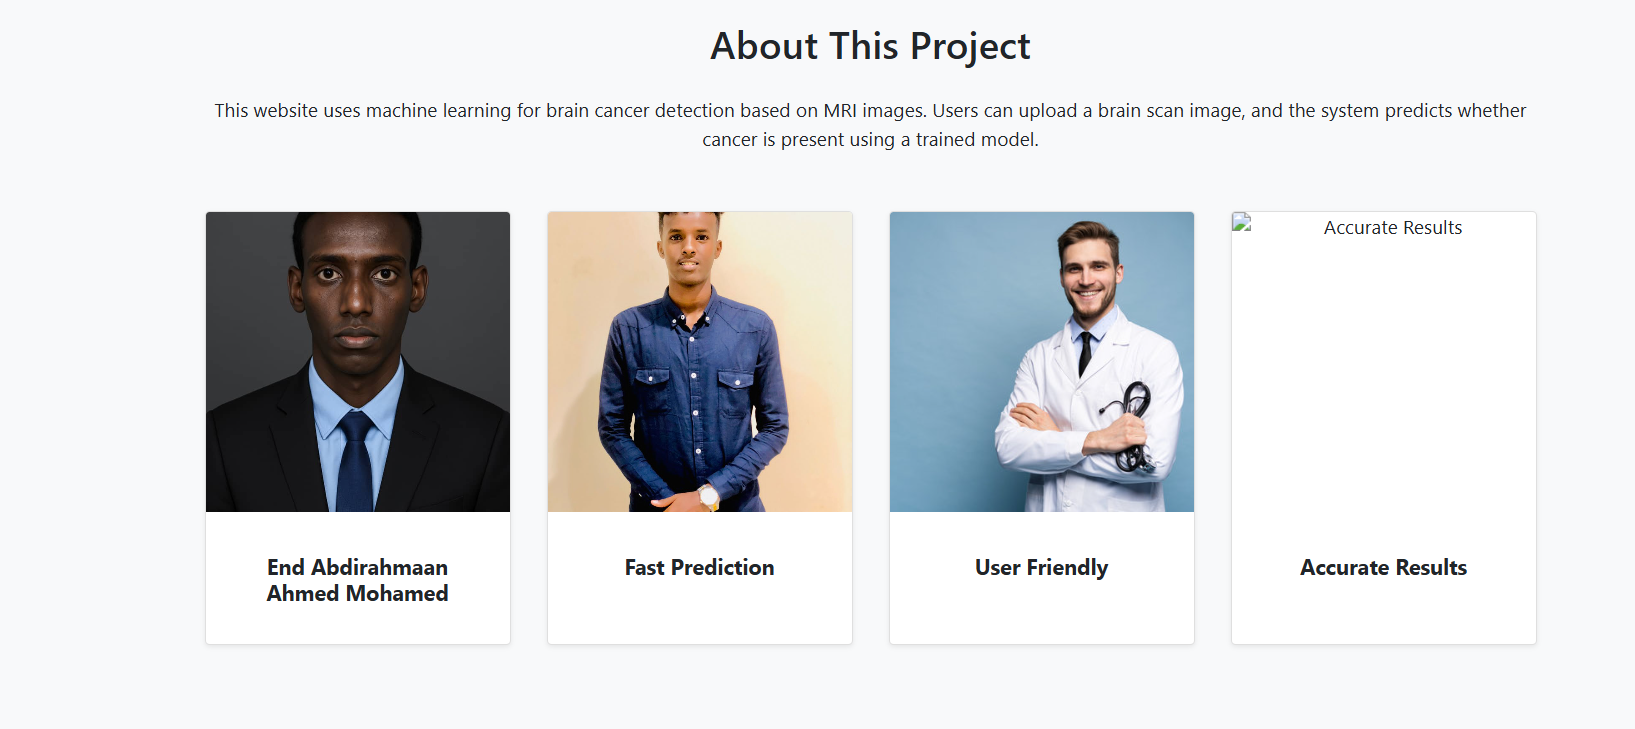 About This Project
This website uses machine learning for brain cancer detection based on MRI images. Users can upload a brain scan image, and the system predicts whether
cancer is present using a trained model.
Accurate Results
End Abdirahmaan
Ahmed Mohamed
Fast Prediction
User Friendly
Accurate Results